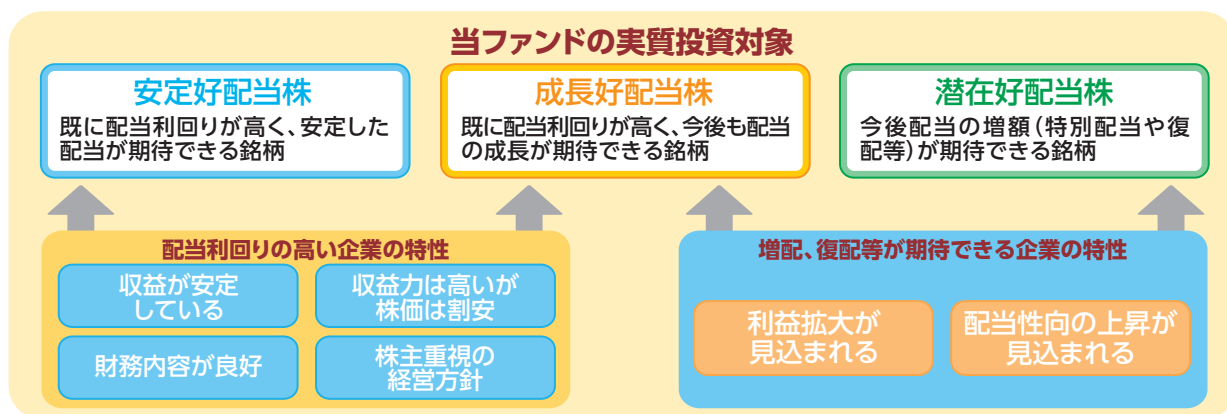 当ファンドの実質投資対象
安定好配当株
既に配当利回りが高く、安定した
配当が期待できる銘柄
成長好配当株
既に配当利回りが高く、今後も配当
の成長が期待できる銘柄
潜在好配当株
今後配当の増額(特別配当や復
配等)が期待できる銘柄
配当利回りの高い企業の特性
収益が安定
している
収益力は高いが
株価は割安
財務内容が良好
株主重視の
経営方針
増配、復配等が期待できる企業の特性
利益拡大が
見込まれる
配当性向の上昇が
見込まれる